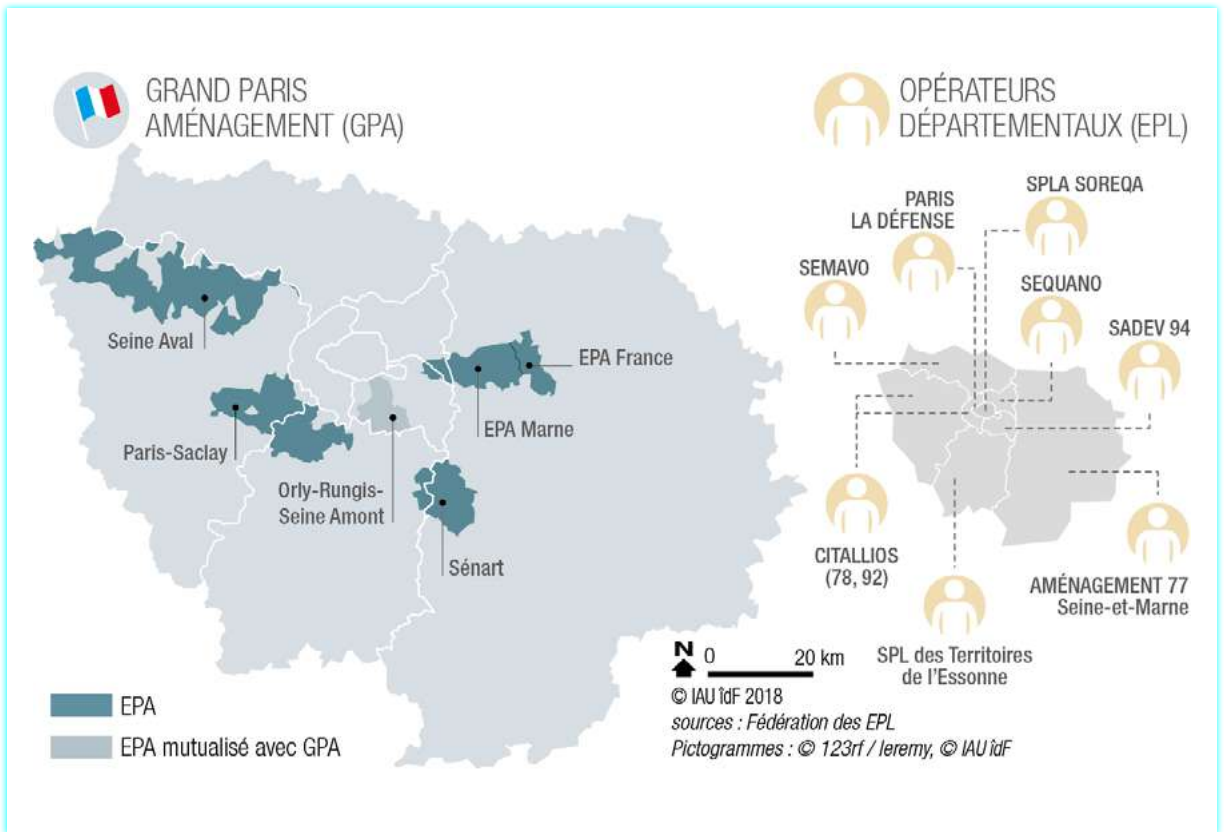 GRAND PARIS
AMÉNAGEMENT (GPA)
Seine Aval
Paris-Saclay
Orly-Rungis-
Seine Amont
EPA France
EPA Marne
Sénart
EPA
EPA mutualisé avec GPA
OPÉRATEURS
DÉPARTEMENTAUX (EPL)
SPLA SOREQA
PARIS
LA DÉFENSE
SEMAVO
SEQUANO
SADEV 94
CITALLIOS
(78, 92)
AMÉNAGEMENT 77
Seine-et-Marne
SPL des Territoires
de l'Essonne
N 0 20 km
© IAU îdF 2018
sources : Fédération des EPL
Pictogrammes : © 123rf / leremy, © IAU îdF